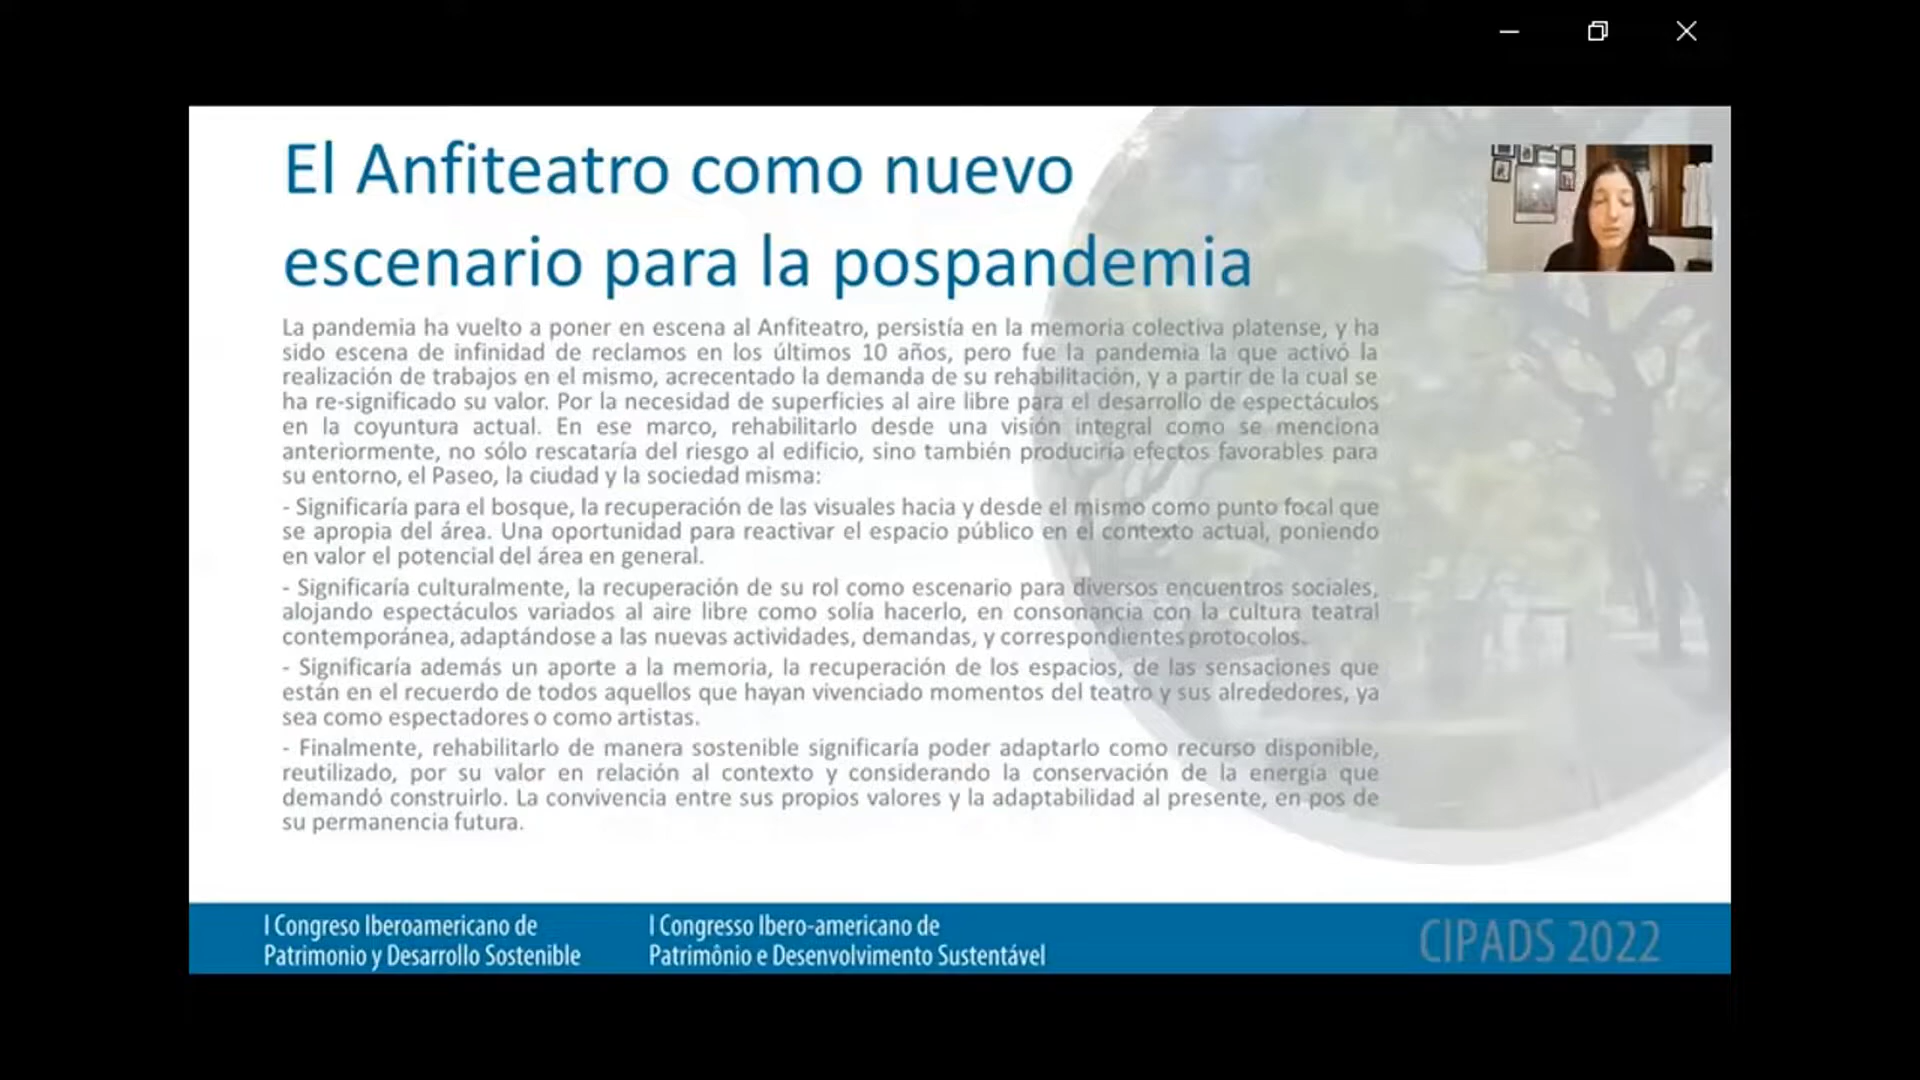 El Anfiteatro como nuevo
escenario para la pospandemia
La pandemia ha vuelto a poner en escena al Anfiteatro, persistía en la memoria colectiva platense, y ha
sido escena de infinidad de reclamos en los últimos 10 años, pero fue la pandemia la que activó la
realización de trabajos en el mismo, acrecentado la demanda de su rehabilitación, y a partir de la cual se
ha re-significado su valor. Por la necesidad de superficies al aire libre para el desarrollo de espectáculos
en la coyuntura actual. En ese marco, rehabilitarlo desde una visión integral como se menciona
anteriormente, no sólo rescataría del riesgo al edificio, sino también produciría efectos favorables para
su entorno, el Paseo, la ciudad y la sociedad misma:
- Significaría para el bosque, la recuperación de las visuales hacia y desde el mismo como punto focal que
se apropia del área. Una oportunidad para reactivar el espacio público en el contexto actual, poniendo
en valor el potencial del área en general.
- Significaría culturalmente, la recuperación de su rol como escenario para diversos encuentros sociales,
alojando espectáculos variados al aire libre como solía hacerlo, en consonancia con la cultura teatral
contemporánea, adaptándose a las nuevas actividades, demandas, y correspondientes protocolos.
- Significaría además un aporte a la memoria, la recuperación de los espacios, de las sensaciones que
están en el recuerdo de todos aquellos que hayan vivenciado momentos del teatro y sus alrededores, ya
sea como espectadores o como artistas.
- Finalmente, rehabilitarlo de manera sostenible significaría poder adaptarlo como recurso disponible,
reutilizado, por su valor en relación al contexto y considerando la conservación de la energía que
demandó construirlo. La convivencia entre sus propios valores y la adaptabilidad al presente, en pos de
su permanencia futura.
I Congreso Iberoamericano de
Patrimonio y Desarrollo Sostenible
I Congresso Ibero-americano de
Patrimônio e Desenvolvimento Sustentável
CIPADS 2022